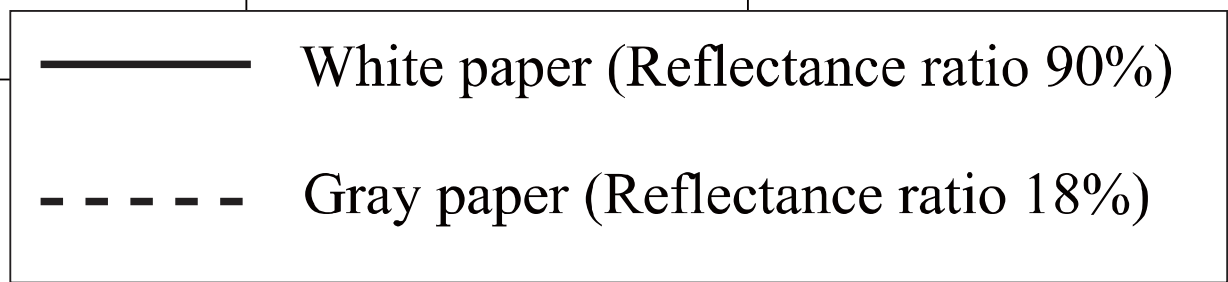 White paper (Reflectance ratio 90%)
Gray paper (Reflectance ratio 18%)